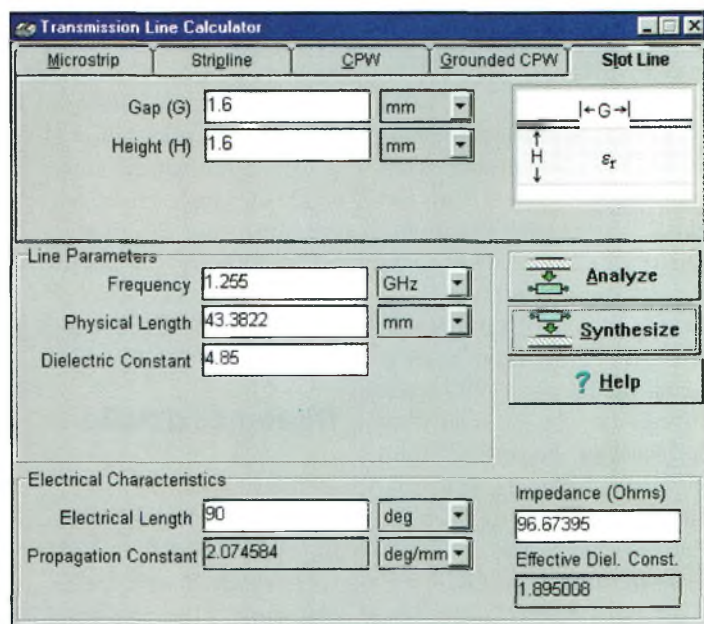 Transmission Line Calculator
Microstrip Stripline CPW Grounded CPW Slot Line
Gap (G) 1.6 mm
Height (H) 1.6 mm
G
H
εr
Line Parameters
Frequency 1.255 GHz
Physical Length 43.3822 mm
Dielectric Constant 4.85
Analyze
Synthesize
? Help
Electrical Characteristics
Electrical Length 90 deg
Propagation Constant 2.074584 deg/mm
Impedance (Ohms)
96.67395
Effective Diel. Const.
1.895008